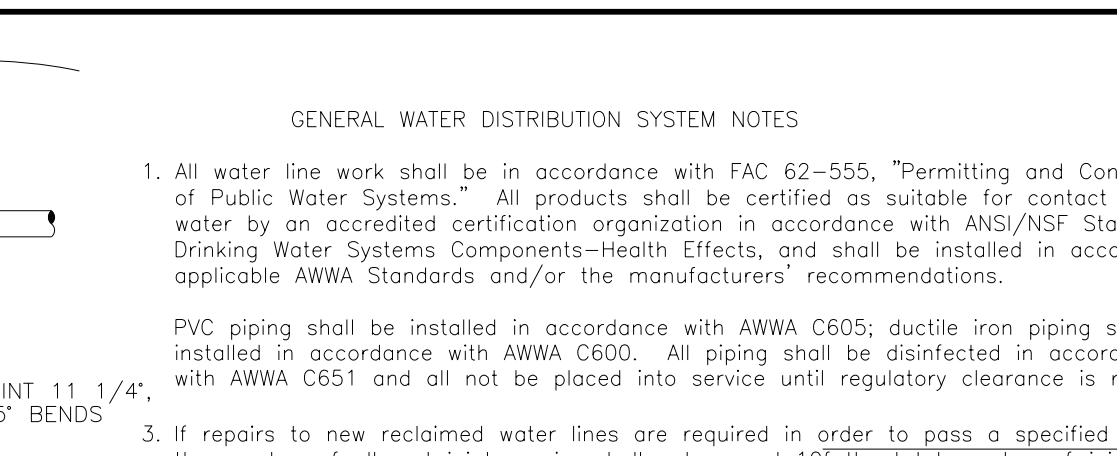 GENERAL WATER DISTRIBUTION SYSTEM NOTES
1. All water line work shall be in accordance with FAC 62-555, "Permitting and Con
of Public Water Systems." All products shall be certified as suitable for contact
water by an accredited certification organization in accordance with ANSI/NSF Sta
Drinking Water Systems Components-Health Effects, and shall be installed in acco
applicable AWWA Standards and/or the manufacturers' recommendations.
PVC piping shall be installed in accordance with AWWA C605; ductile iron piping s
installed in accordance with AWWA C600. All piping shall be disinfected in accord
with AWWA C651 and all not be placed into service until regulatory clearance is r
INT 11 1/4°,
5° BENDS
3. If repairs to new reclaimed water lines are required in order to pass a specified